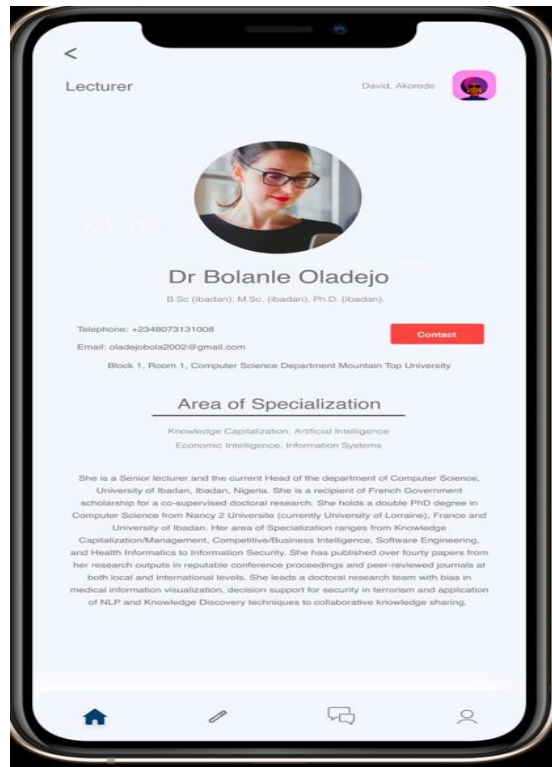 <
Lecturer
David, Akorede
Dr Bolanle Oladejo
B.Sc (ibadan), M.Sc. (ibadan), Ph.D. (ibadan).
Telephone: +2348073131008
Contact
Email: oladejobola2002@gmail.com
Block 1, Room 1, Computer Science Department Mountain Top University
Area of Specialization
Knowledge Capitalization, Artificial Intelligence
Economic Intelligence, Information Systems
She is a Senior lecturer and the current Head of the department of Computer Science,
University of Ibadan, Ibadan, Nigeria. She is a recipient of French Government
scholarship for a co-supervised doctoral research. She holds a double PhD degree in
Computer Science from Nancy 2 Universite (currently University of Lorraine), France and
University of Ibadan. Her area of Specialization ranges from Knowledge
Capitalization/Management, Competitive/Business Intelligence, Software Engineering,
and Health Informatics to Information Security. She has published over fourty papers from
her research outputs in reputable conference proceedings and peer-reviewed journals at
both local and international levels. She leads a doctoral research team with bias in
medical information visualization, decision support for security in terrorism and application
of NLP and Knowledge Discovery techniques to collaborative knowledge sharing.